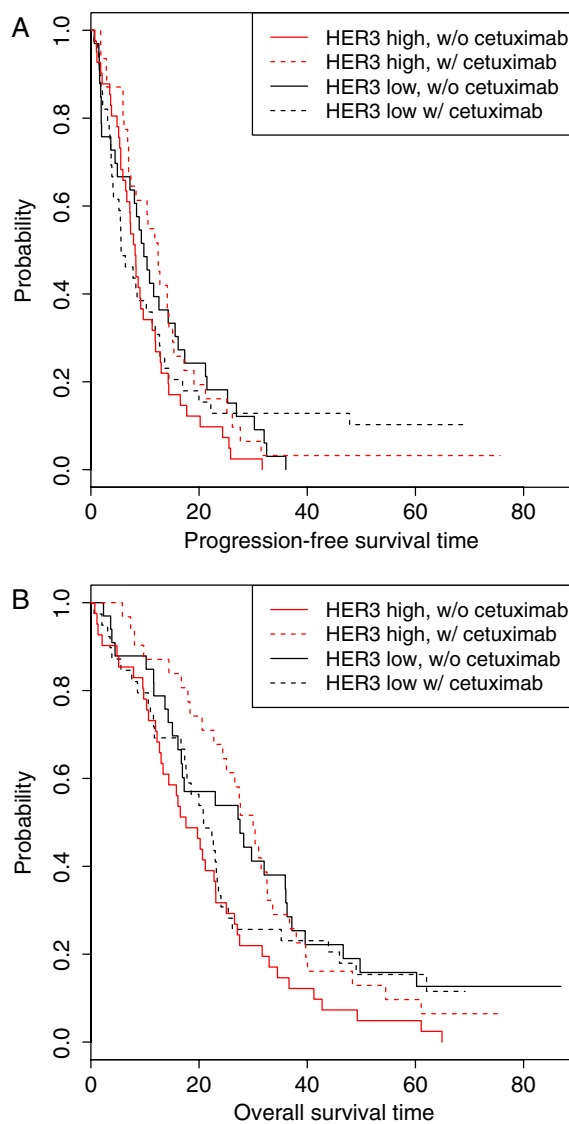 A
HER3 high, w/o cetuximab
HER3 high, w/ cetuximab
HER3 low, w/o cetuximab
HER3 low w/ cetuximab
Probability
1.0
0.8
0.6
0.4
0.2
0.0
0 20 40 60 80
Progression-free survival time
B
HER3 high, w/o cetuximab
HER3 high, w/ cetuximab
HER3 low, w/o cetuximab
HER3 low w/ cetuximab
Probability
1.0
0.8
0.6
0.4
0.2
0.0
0 20 40 60 80
Overall survival time